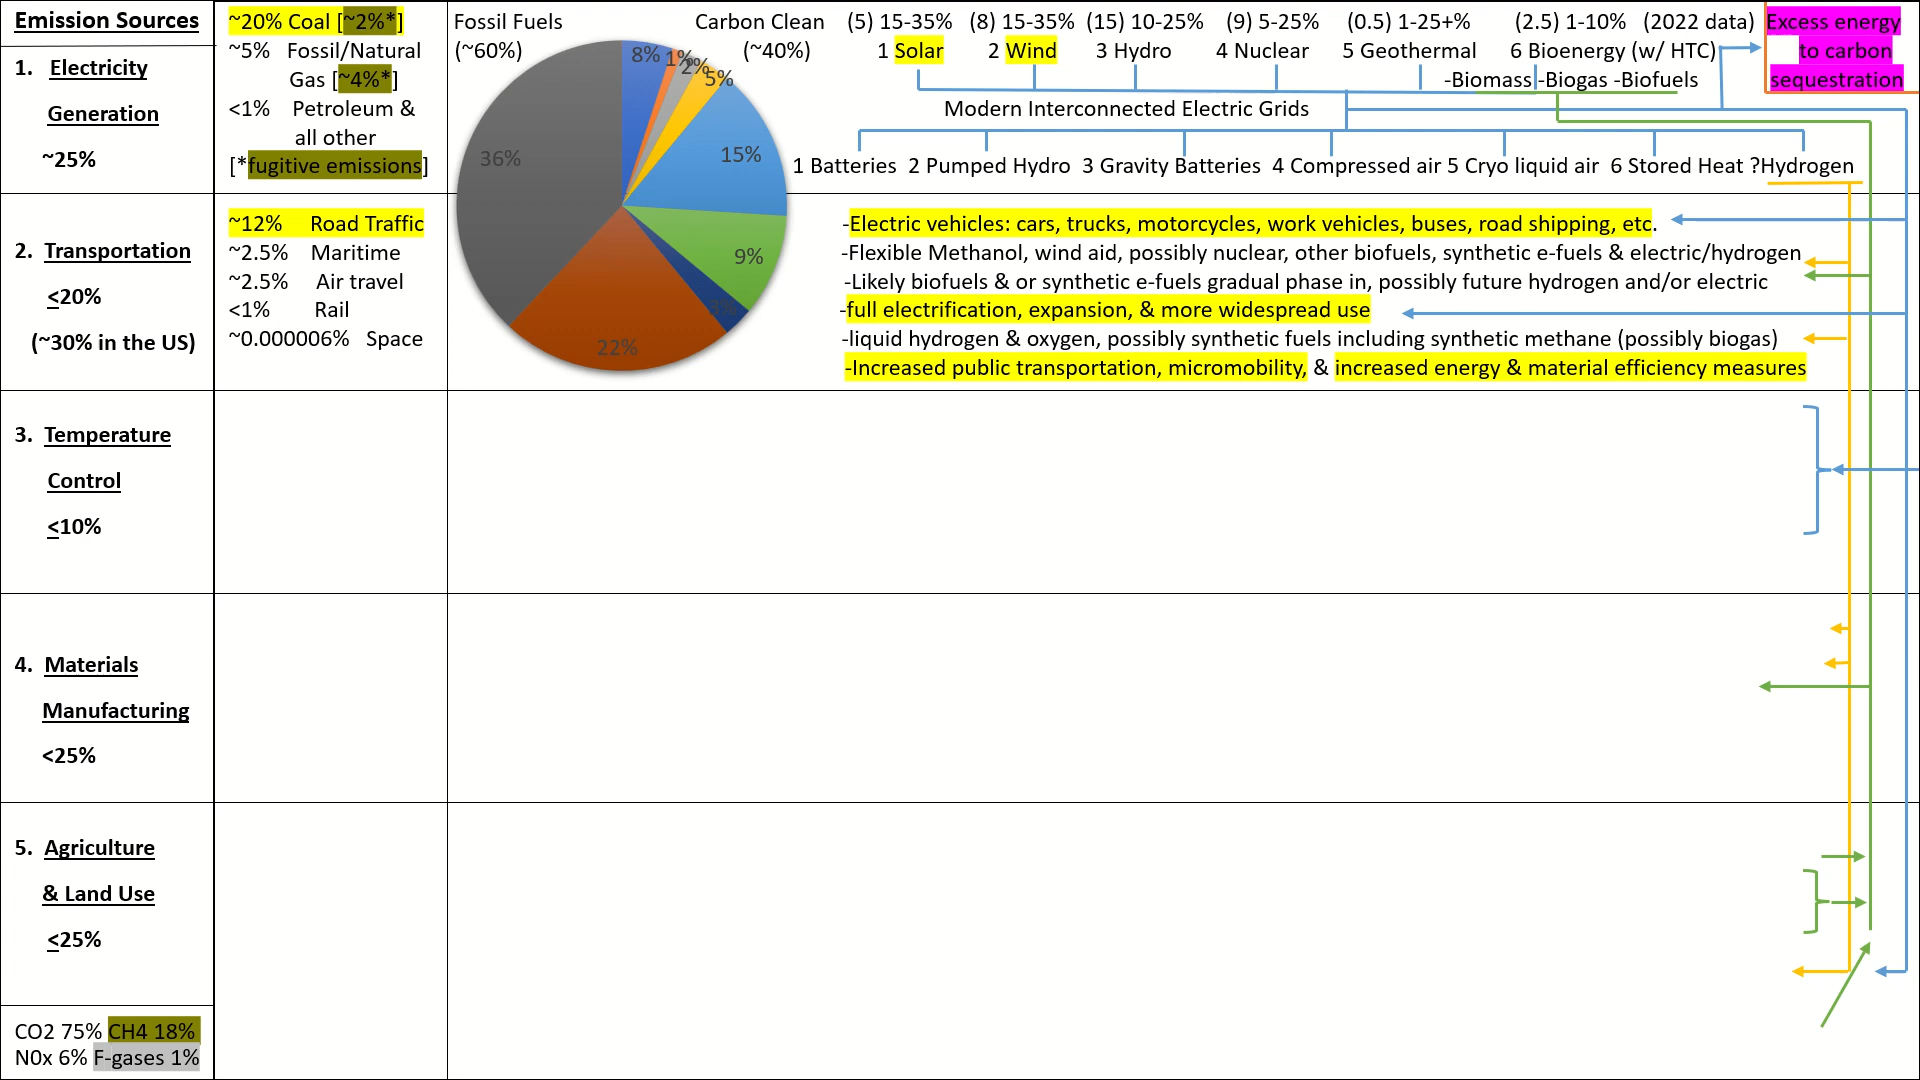 Emission Sources
1. Electricity
Generation
~25%
~20% Coal [~2%*]
~5% Fossil/Natural
Gas [~4%*]
<1% Petroleum &
all other
[*fugitive emissions]
Fossil Fuels
(~60%)
Carbon Clean
(~40%)
8%
1%
2%
5%
15%
9%
3%
22%
36%
(5) 15-35% (8) 15-35% (15) 10-25% (9) 5-25% (0.5) 1-25+% (2.5) 1-10% (2022 data)
1 Solar 2 Wind 3 Hydro 4 Nuclear 5 Geothermal 6 Bioenergy (w/ HTC)
-Biomass -Biogas -Biofuels
Excess energy
to carbon
sequestration
Modern Interconnected Electric Grids
1 Batteries 2 Pumped Hydro 3 Gravity Batteries 4 Compressed air 5 Cryo liquid air 6 Stored Heat ?Hydrogen
2. Transportation
<20%
(~30% in the US)
~12% Road Traffic
~2.5% Maritime
~2.5% Air travel
<1% Rail
~0.000006% Space
-Electric vehicles: cars, trucks, motorcycles, work vehicles, buses, road shipping, etc.
-Flexible Methanol, wind aid, possibly nuclear, other biofuels, synthetic e-fuels & electric/hydrogen
-Likely biofuels & or synthetic e-fuels gradual phase in, possibly future hydrogen and/or electric
-full electrification, expansion, & more widespread use
-liquid hydrogen & oxygen, possibly synthetic fuels including synthetic methane (possibly biogas)
-Increased public transportation, micromobility, & increased energy & material efficiency measures
3. Temperature
Control
<10%
4. Materials
Manufacturing
<25%
5. Agriculture
& Land Use
<25%
CO2 75% CH4 18%
N0x 6% F-gases 1%